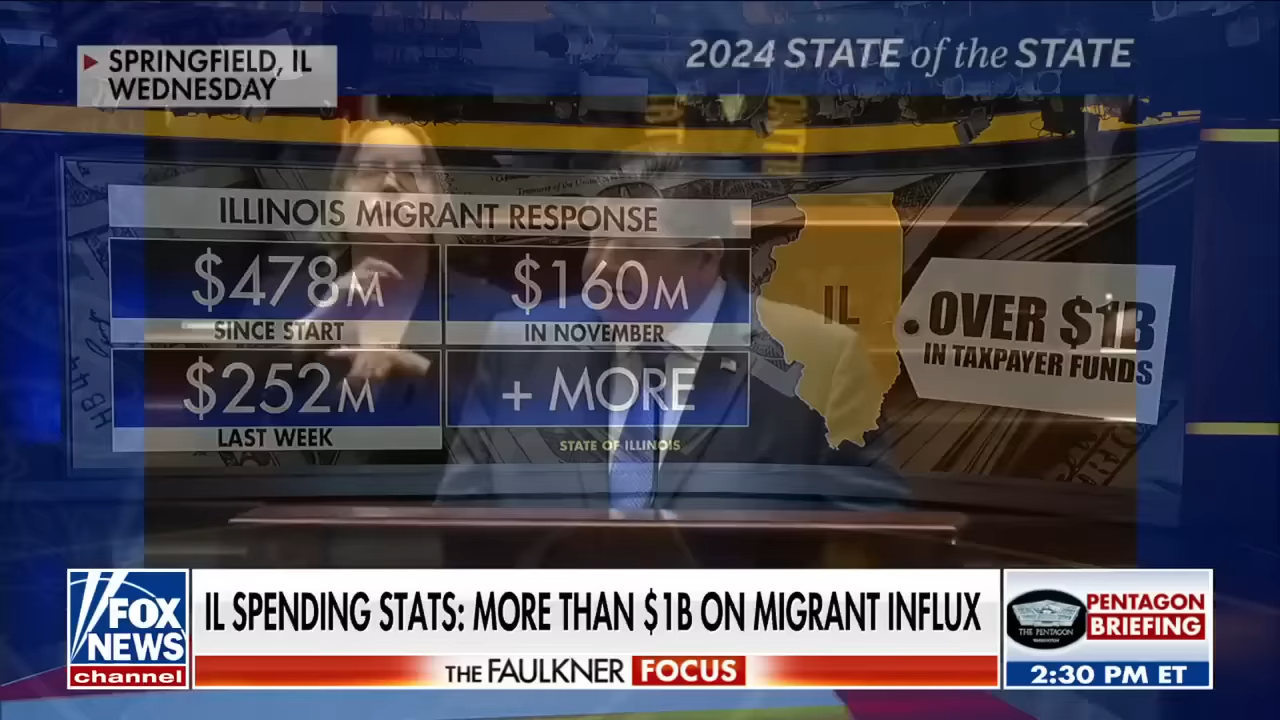 SPRINGFIELD, IL
WEDNESDAY
2024 STATE of the STATE
ILLINOIS MIGRANT RESPONSE
$478M
SINCE START
$160M
IN NOVEMBER
$252M
LAST WEEK
+ MORE
STATE OF ILLINOIS
IL
OVER $1B
IN TAXPAYER FUNDS
FOX
NEWS
channel
IL SPENDING STATS: MORE THAN $1B ON MIGRANT INFLUX
THE FAULKNER FOCUS
THE PENTAGON
PENTAGON
BRIEFING
2:30 PM ET